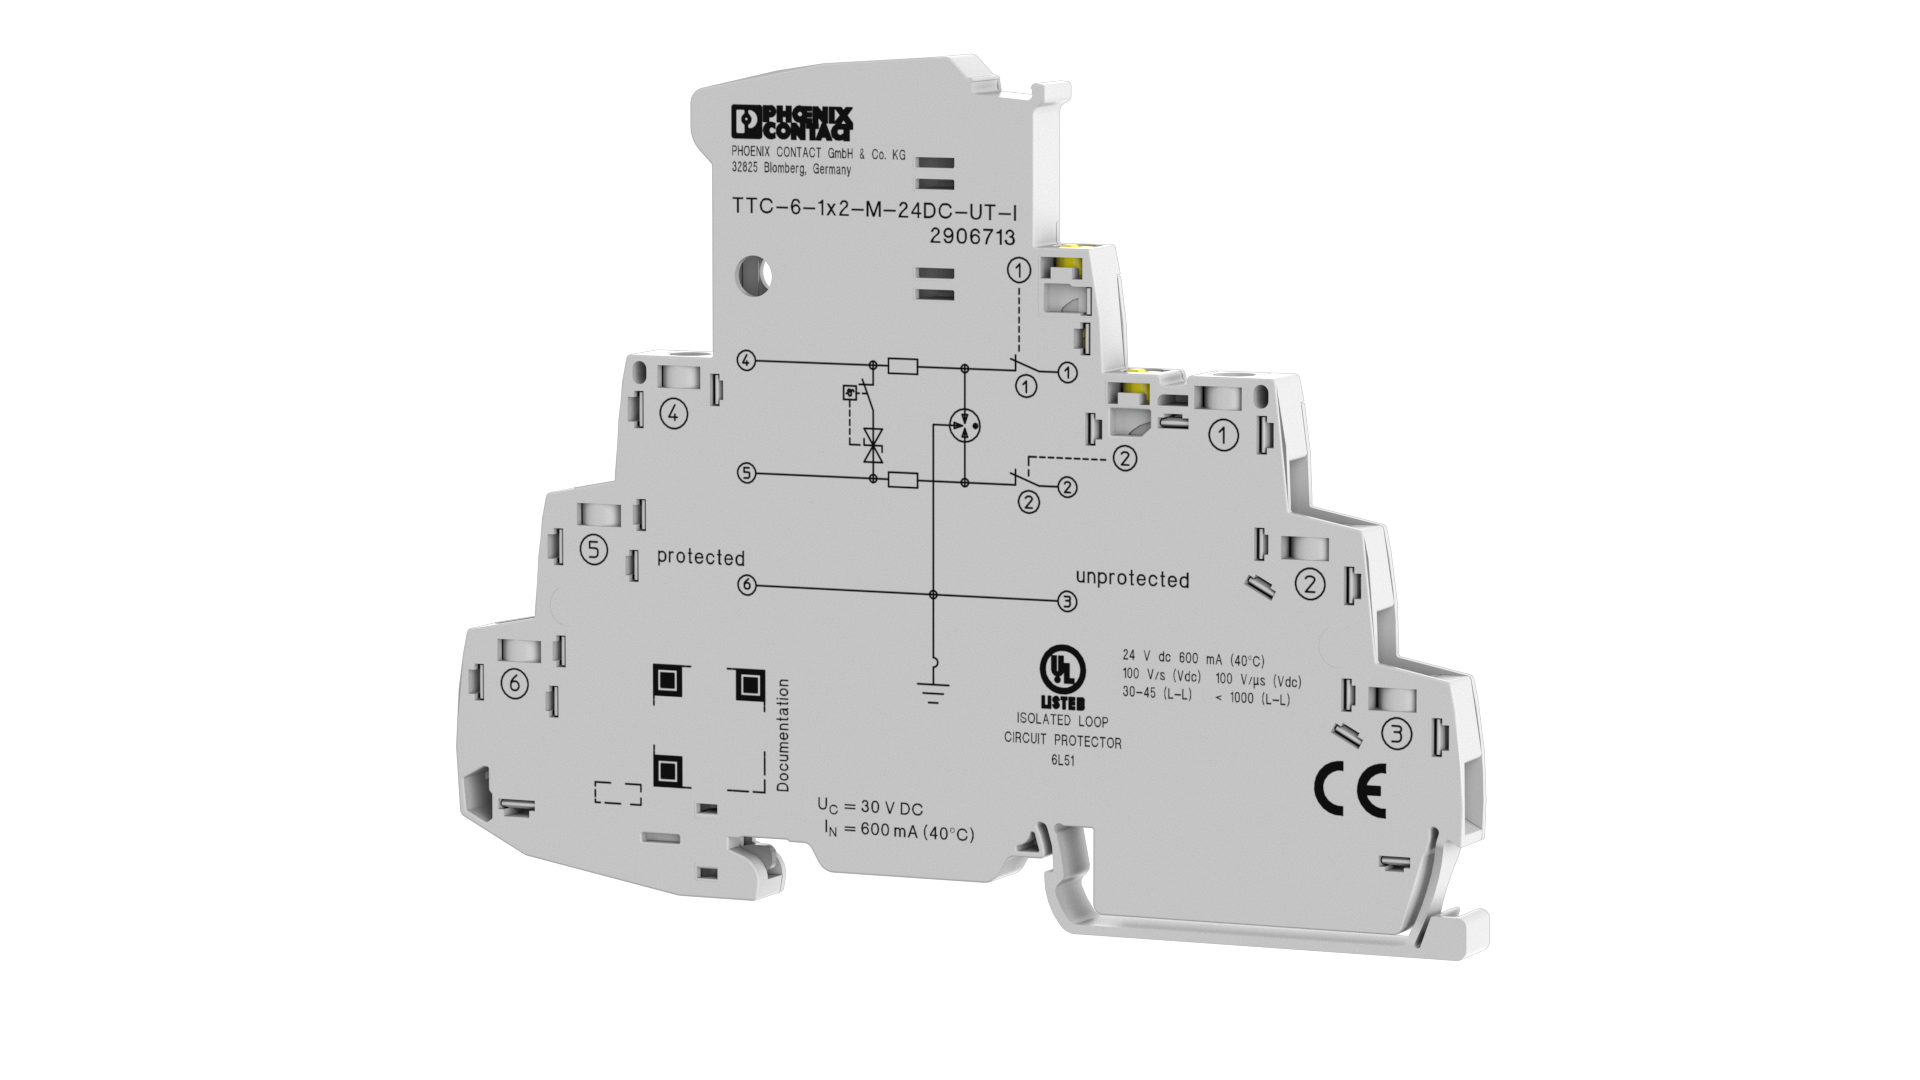 PHOENIX
CONTACT
PHOENIX CONTACT GmbH & Co. KG
32825 Blomberg, Germany
TTC-6-1x2-M-24DC-UT-I
2906713
1
4
1
1
4
1
5
2
2
2
5
protected
6
unprotected
3
2
6
3
Documentation
UL
LISTED
ISOLATED LOOP
CIRCUIT PROTECTOR
6L51
24 V dc 600 mA (40°C)
100 V/s (Vdc) 100 V/µs (Vdc)
30-45 (L-L) < 1000 (L-L)
CE
UC = 30 V DC
IN = 600 mA (40°C)